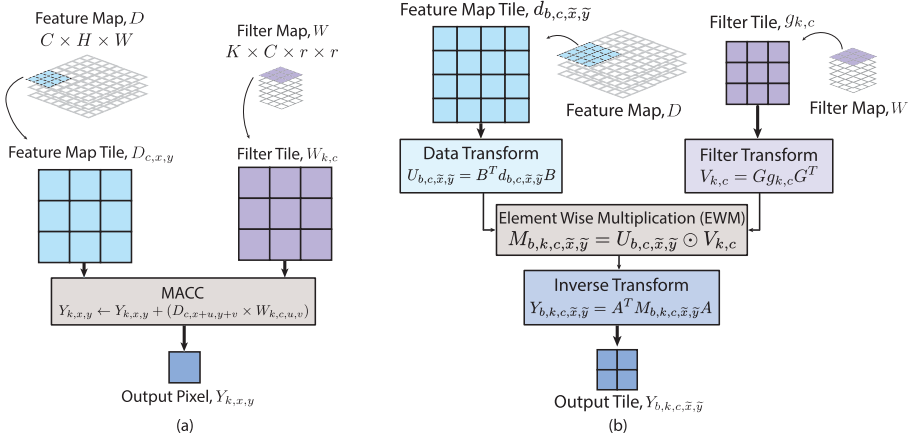 Feature Map, D
C × H × W
Filter Map, W
K × C × r × r
Feature Map Tile, D_{c,x,y}
Filter Tile, W_{k,c}
MACC
Y_{k,x,y} ← Y_{k,x,y} + (D_{c,x+u,y+v} × W_{k,c,u,v})
Output Pixel, Y_{k,x,y}
(a)
Feature Map Tile, d_{b,c,x̃,ỹ}
Filter Tile, g_{k,c}
Feature Map, D
Filter Map, W
Data Transform
U_{b,c,x̃,ỹ} = B^T d_{b,c,x̃,ỹ} B
Filter Transform
V_{k,c} = G g_{k,c} G^T
Element Wise Multiplication (EWM)
M_{b,k,c,x̃,ỹ} = U_{b,c,x̃,ỹ} ⊙ V_{k,c}
Inverse Transform
Y_{b,k,c,x̃,ỹ} = A^T M_{b,k,c,x̃,ỹ} A
Output Tile, Y_{b,k,c,x̃,ỹ}
(b)